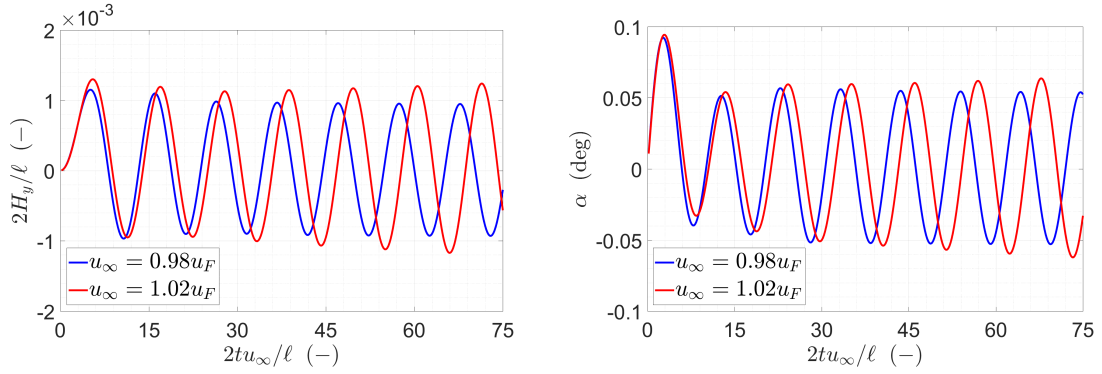 ×10⁻³
2
1
0
-1
-2
2H_y/ℓ (−)
u_∞ = 0.98u_F
u_∞ = 1.02u_F
0 15 30 45 60 75
2tu_∞/ℓ (−)
0.1
0.05
0
-0.05
-0.1
α (deg)
u_∞ = 0.98u_F
u_∞ = 1.02u_F
0 15 30 45 60 75
2tu_∞/ℓ (−)